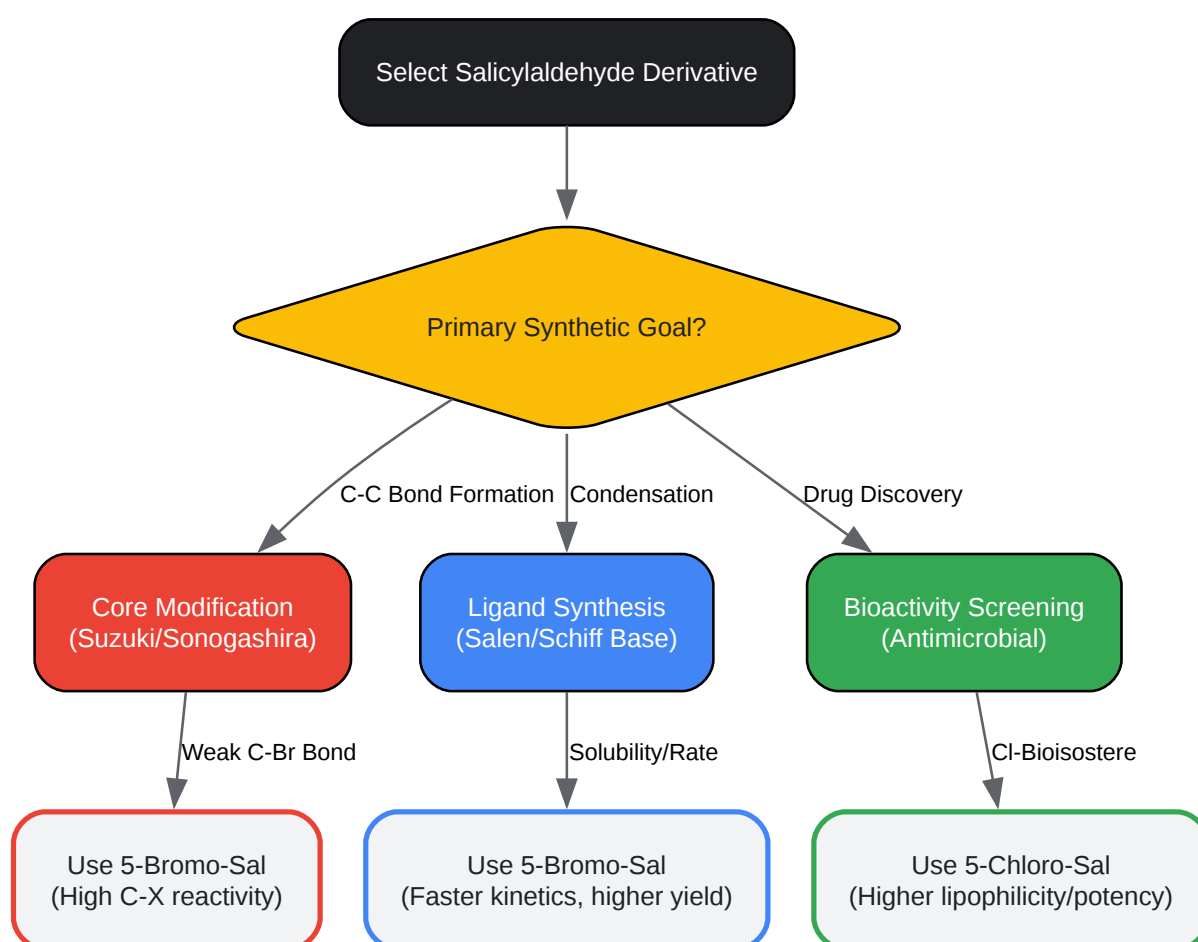 Select Salicylaldehyde Derivative
Primary Synthetic Goal?
C-C Bond Formation
Condensation
Drug Discovery
Core Modification
(Suzuki/Sonogashira)
Ligand Synthesis
(Salen/Schiff Base)
Bioactivity Screening
(Antimicrobial)
Weak C-Br Bond
Solubility/Rate
Cl-Bioisostere
Use 5-Bromo-Sal
(High C-X reactivity)
Use 5-Bromo-Sal
(Faster kinetics, higher yield)
Use 5-Chloro-Sal
(Higher lipophilicity/potency)